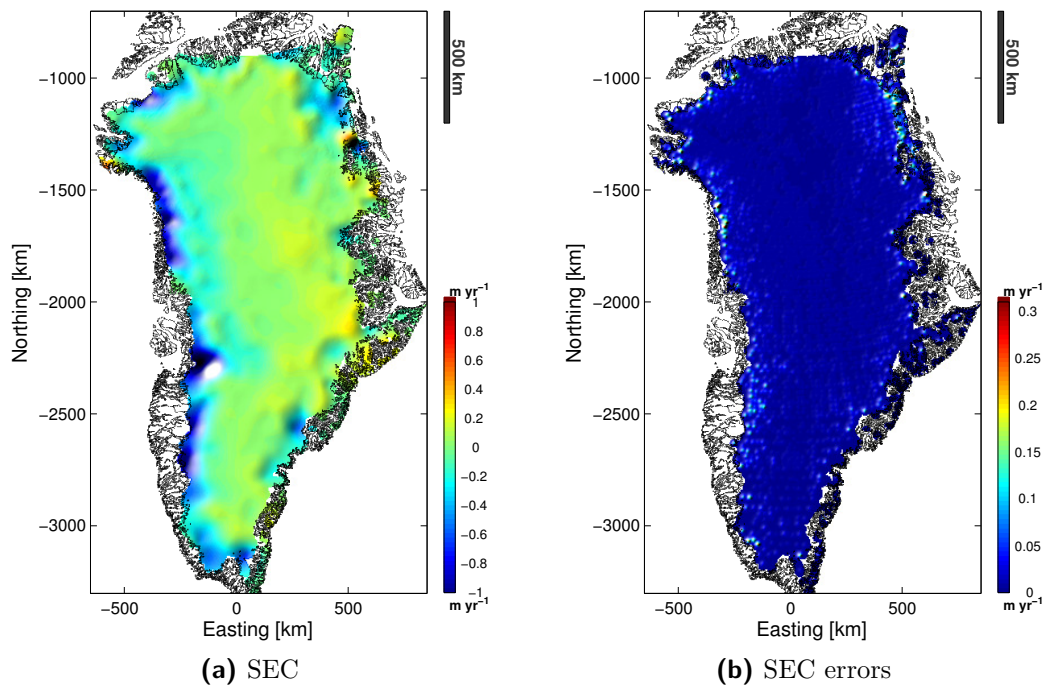 500 km
−1000
−1500
−2000
−2500
−3000
Northing [km]
−500
0
500
Easting [km]
m yr⁻¹
1
0.8
0.6
0.4
0.2
0
−0.2
−0.4
−0.6
−0.8
−1
m yr⁻¹
(a) SEC
500 km
−1000
−1500
−2000
−2500
−3000
Northing [km]
−500
0
500
Easting [km]
m yr⁻¹
0.3
0.25
0.2
0.15
0.1
0.05
0
m yr⁻¹
(b) SEC errors